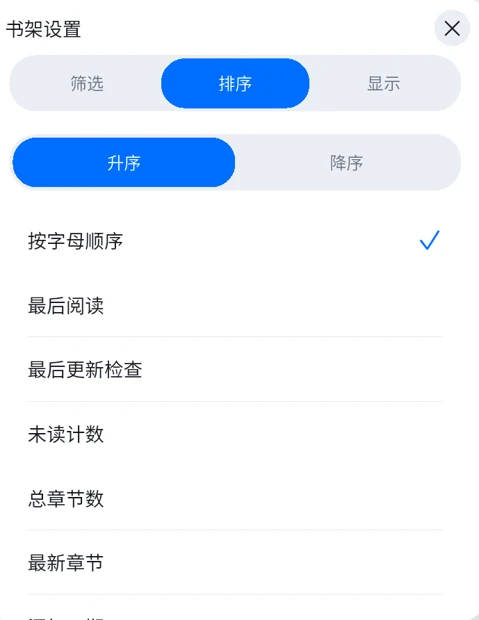 书架设置
筛选
排序
显示
升序
降序
按字母顺序
最后阅读
最后更新检查
未读计数
总章节数
最新章节